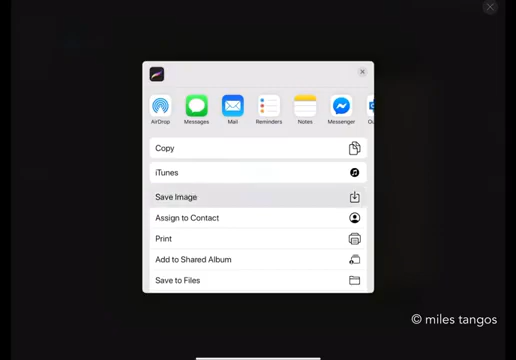 AirDrop Messages Mail Reminders Notes Messenger
Copy
iTunes
Save Image
Assign to Contact
Print
Add to Shared Album
Save to Files
© miles tangos